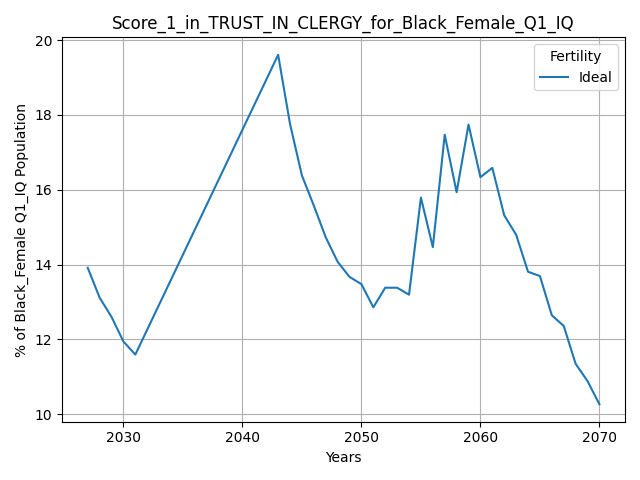 Score_1_in_TRUST_IN_CLERGY_for_Black_Female_Q1_IQ
Fertility
Ideal
% of Black_Female Q1_IQ Population
20
18
16
14
12
10
2030
2040
2050
2060
2070
Years